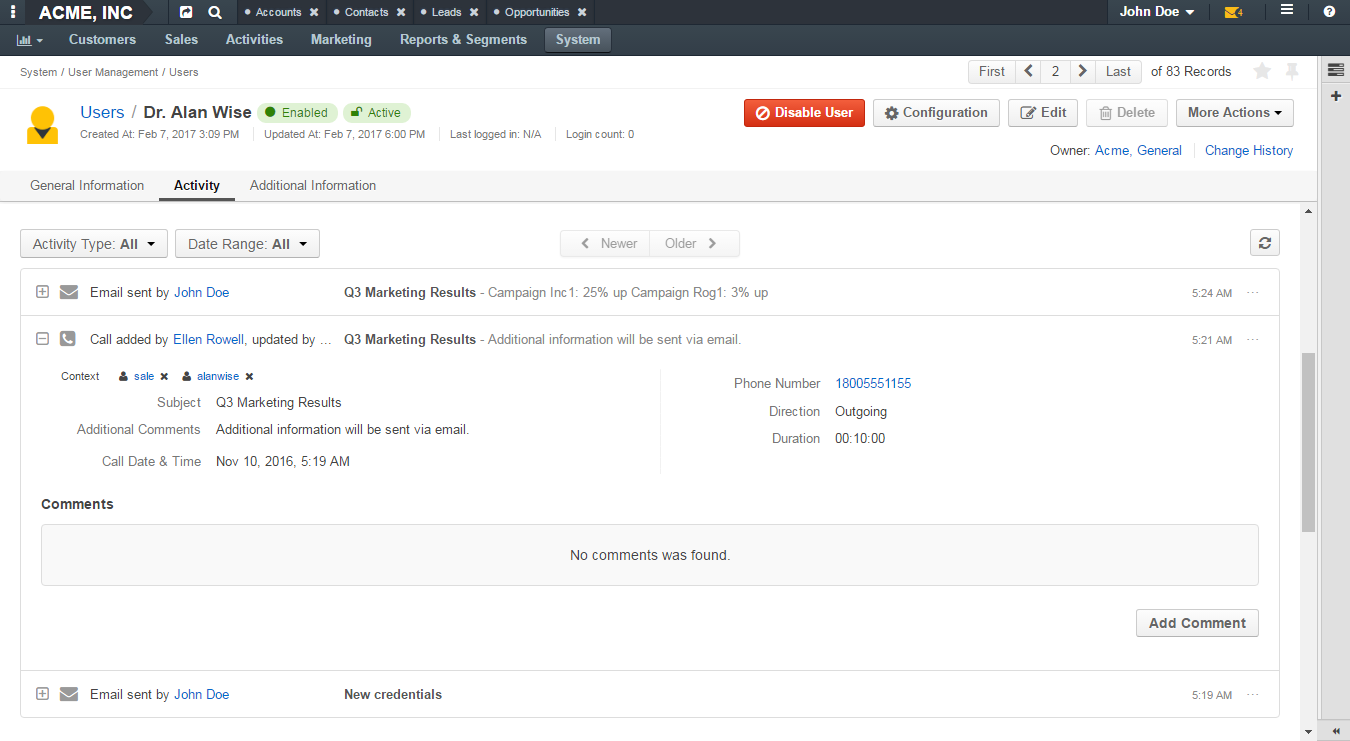 ACME, INC Accounts Contacts Leads Opportunities John Doe 4
Customers Sales Activities Marketing Reports & Segments System
System / User Management / Users First 2 Last of 83 Records
Users / Dr. Alan Wise Enabled Active Disable User Configuration Edit Delete More Actions
Created At: Feb 7, 2017 3:09 PM Updated At: Feb 7, 2017 6:00 PM Last logged in: N/A Login count: 0
Owner: Acme, General Change History
General Information Activity Additional Information
Activity Type: All Date Range: All Newer Older
Email sent by John Doe Q3 Marketing Results - Campaign Inc1: 25% up Campaign Rog1: 3% up 5:24 AM ...
Call added by Ellen Rowell, updated by ... Q3 Marketing Results - Additional information will be sent via email. 5:21 AM ...
Context sale alanwise
Phone Number 18005551155
Subject Q3 Marketing Results
Direction Outgoing
Additional Comments Additional information will be sent via email.
Duration 00:10:00
Call Date & Time Nov 10, 2016, 5:19 AM
Comments
No comments was found.
Add Comment
Email sent by John Doe New credentials 5:19 AM ...